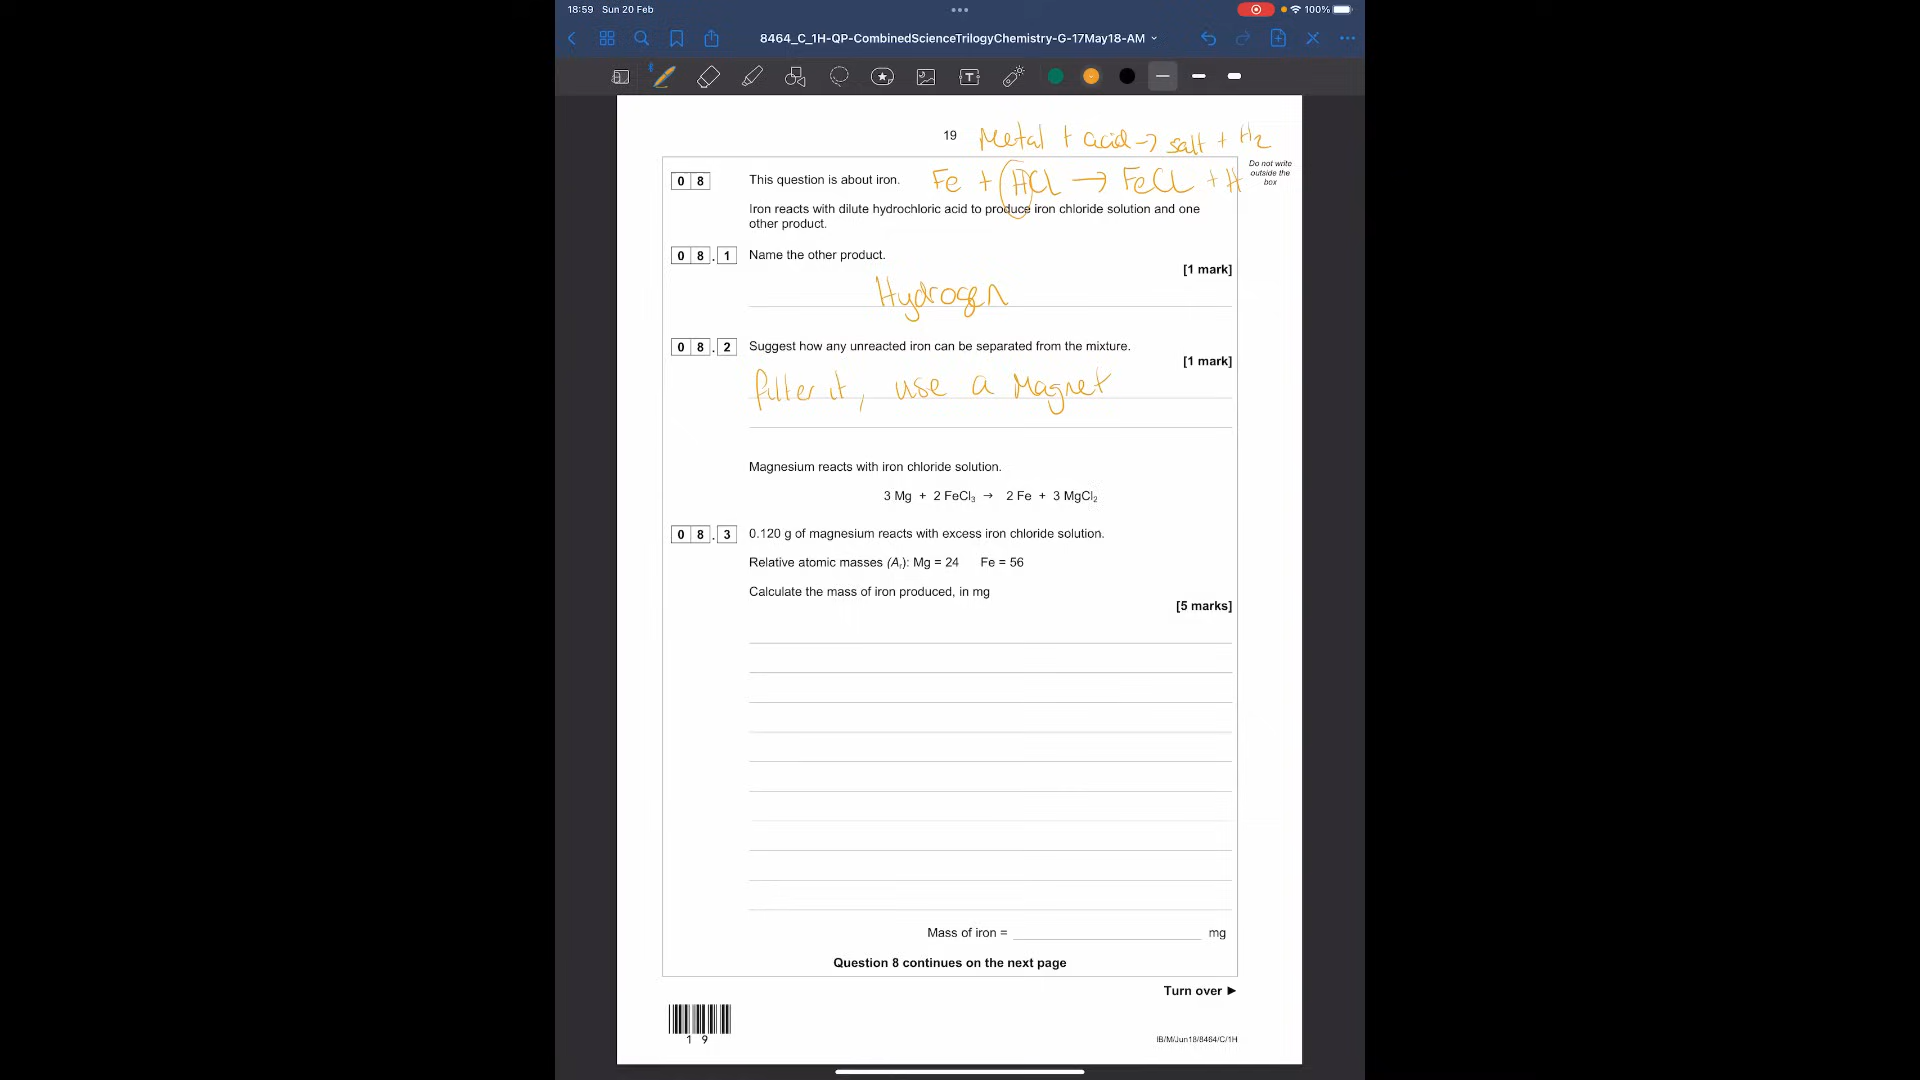 18:59 Sun 20 Feb
100%
8464_C_1H-QP-CombinedScienceTrilogyChemistry-G-17May18-AM
19
Metal + acid → salt + H₂
Do not write outside the box
0 8 This question is about iron.
Fe + HCl → FeCl + H
Iron reacts with dilute hydrochloric acid to produce iron chloride solution and one
other product.
0 8 . 1 Name the other product.
[1 mark]
Hydrogen
0 8 . 2 Suggest how any unreacted iron can be separated from the mixture.
[1 mark]
filter it, use a Magnet
Magnesium reacts with iron chloride solution.
3 Mg + 2 FeCl₃ → 2 Fe + 3 MgCl₂
0 8 . 3 0.120 g of magnesium reacts with excess iron chloride solution.
Relative atomic masses (Aᵣ): Mg = 24 Fe = 56
Calculate the mass of iron produced, in mg
[5 marks]
Mass of iron = mg
Question 8 continues on the next page
Turn over ►
1 9
IB/M/Jun18/8464/C/1H